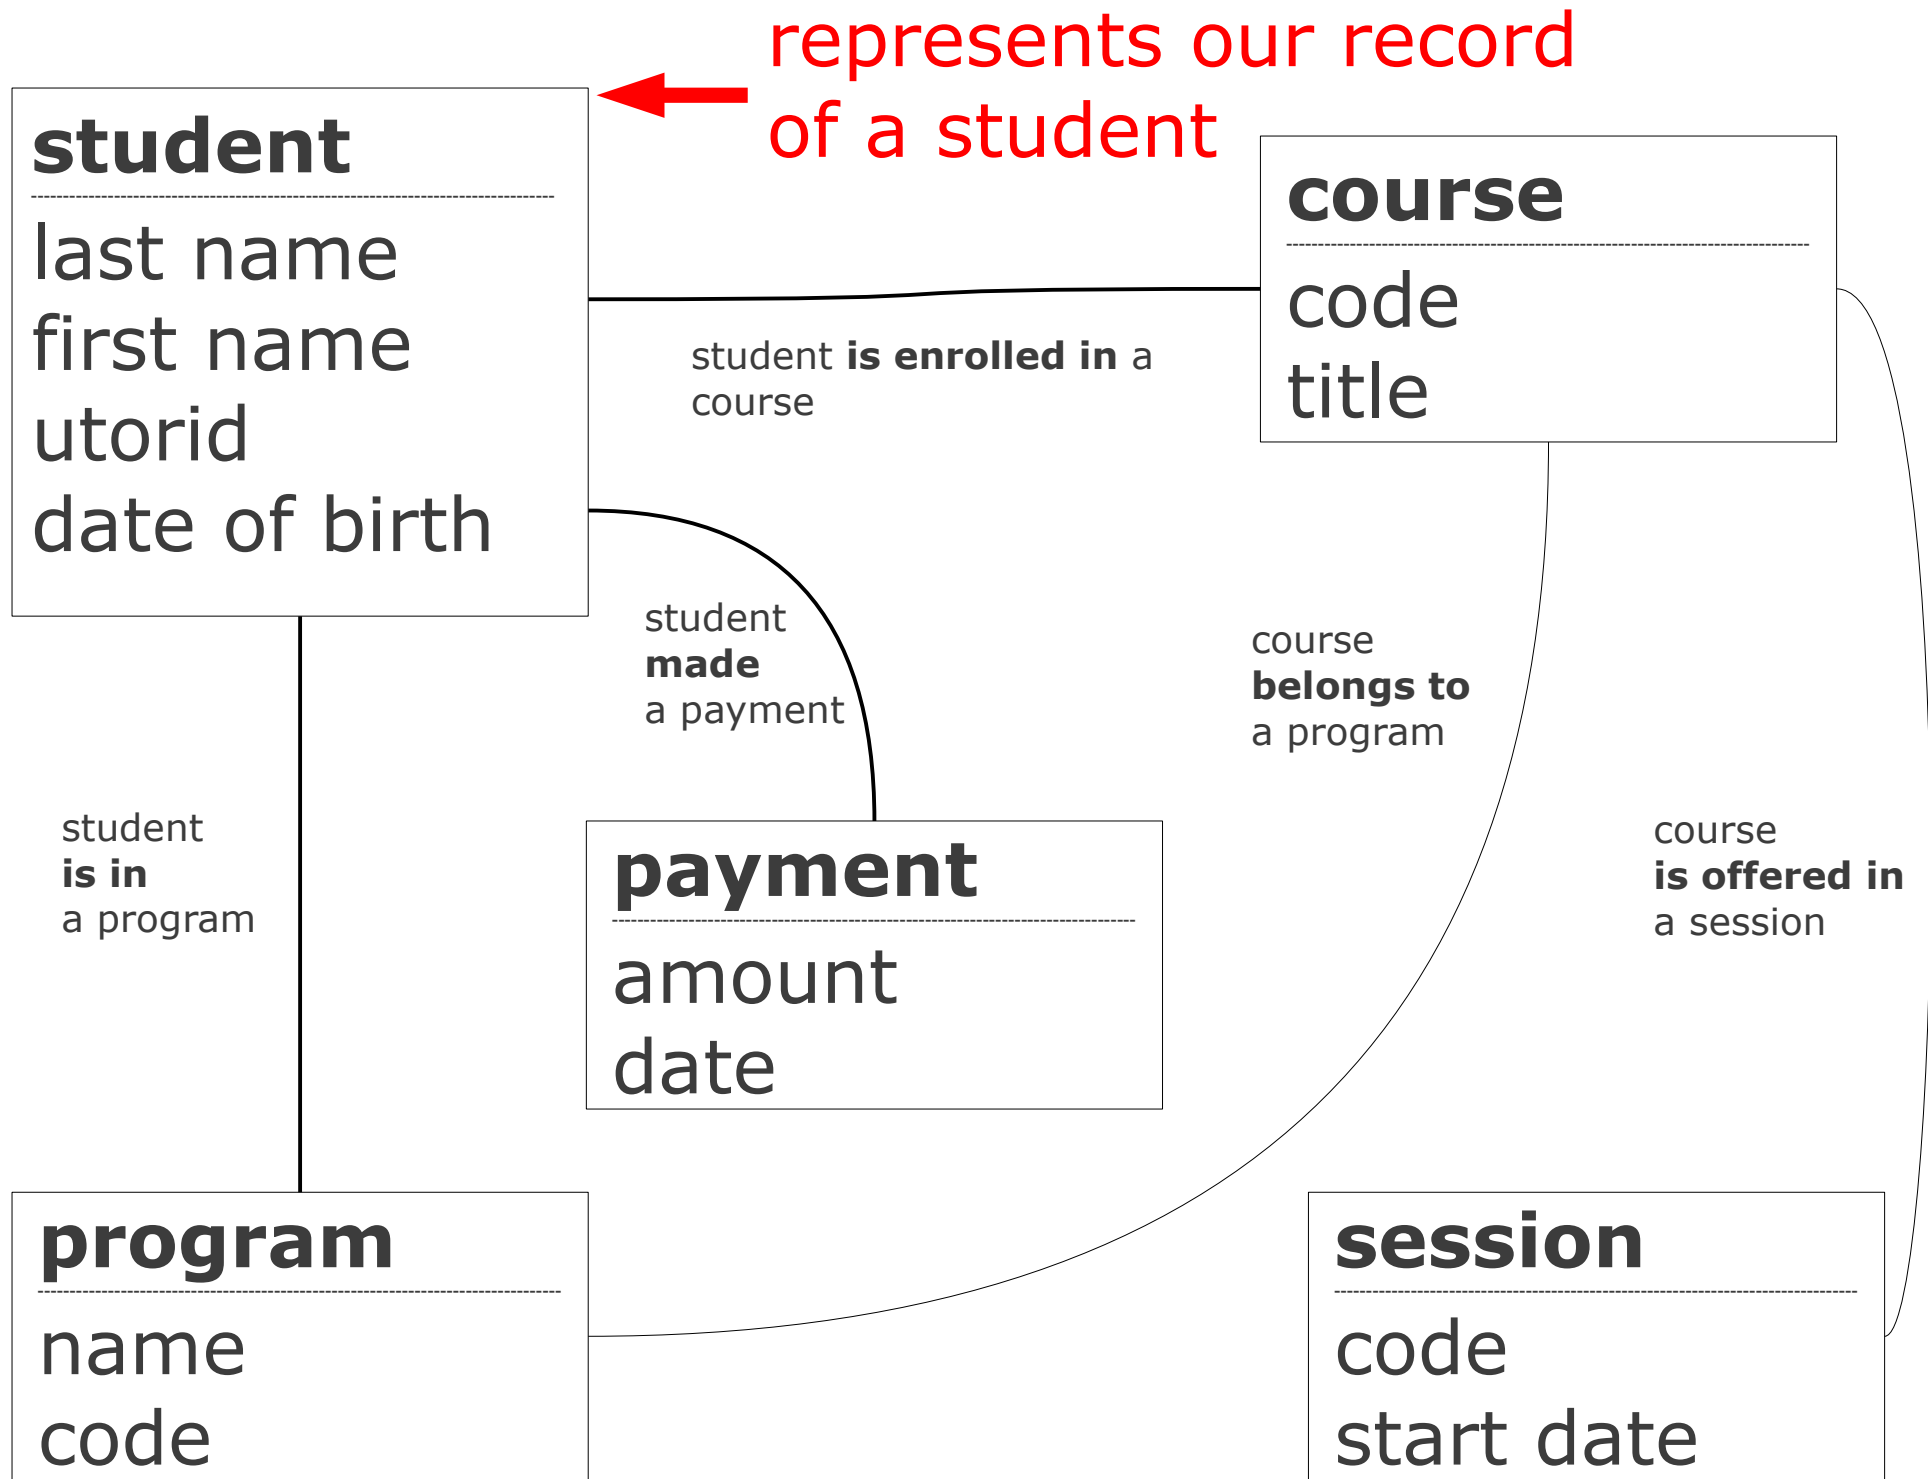 represents our record
of a student
student
last name
first name
utorid
date of birth
course
code
title
student is enrolled in a
course
student
made
a payment
course
belongs to
a program
student
is in
a program
course
is offered in
a session
payment
amount
date
program
name
code
session
code
start date